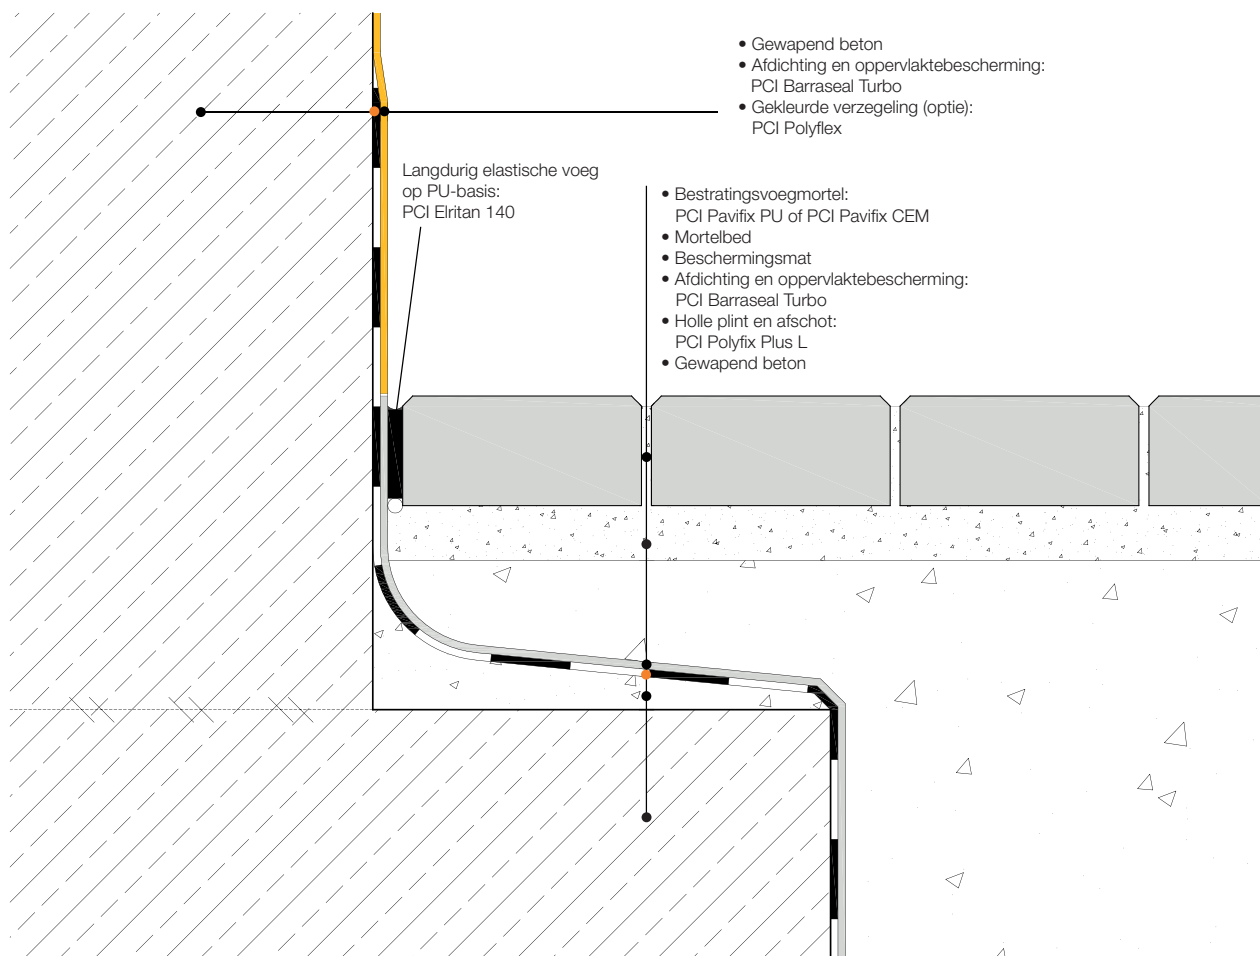 • Gewapend beton
• Afdichting en oppervlaktebescherming:
PCI Barraseal Turbo
• Gekleurde verzegeling (optie):
PCI Polyflex
Langdurig elastische voeg
op PU-basis:
PCI Elritan 140
• Bestratingsvoegmortel:
PCI Pavifix PU of PCI Pavifix CEM
• Mortelbed
• Beschermingsmat
• Afdichting en oppervlaktebescherming:
PCI Barraseal Turbo
• Holle plint en afschot:
PCI Polyfix Plus L
• Gewapend beton